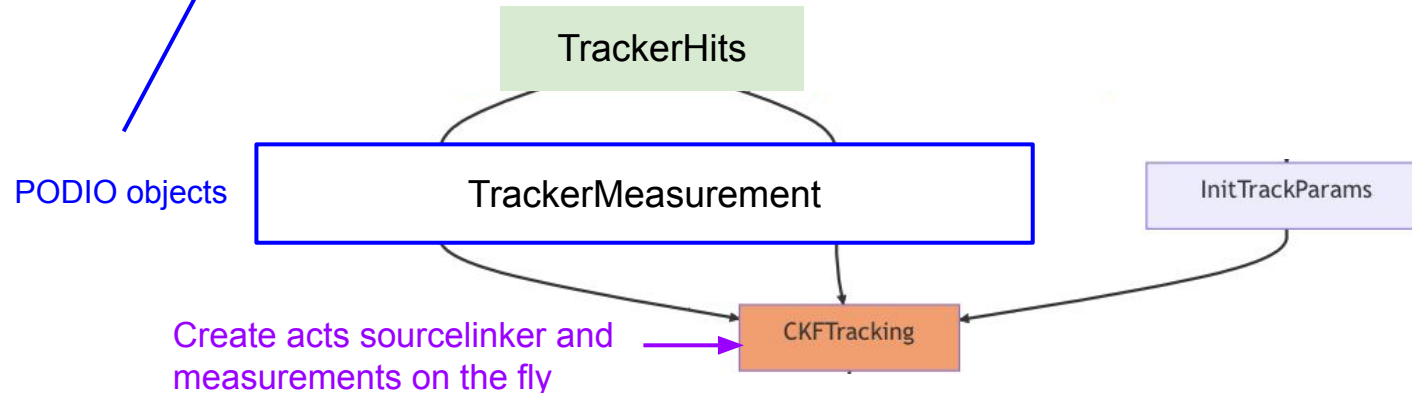 TrackerHits
PODIO objects
TrackerMeasurement
InitTrackParams
CKFTracking
Create acts sourcelinker and
measurements on the fly